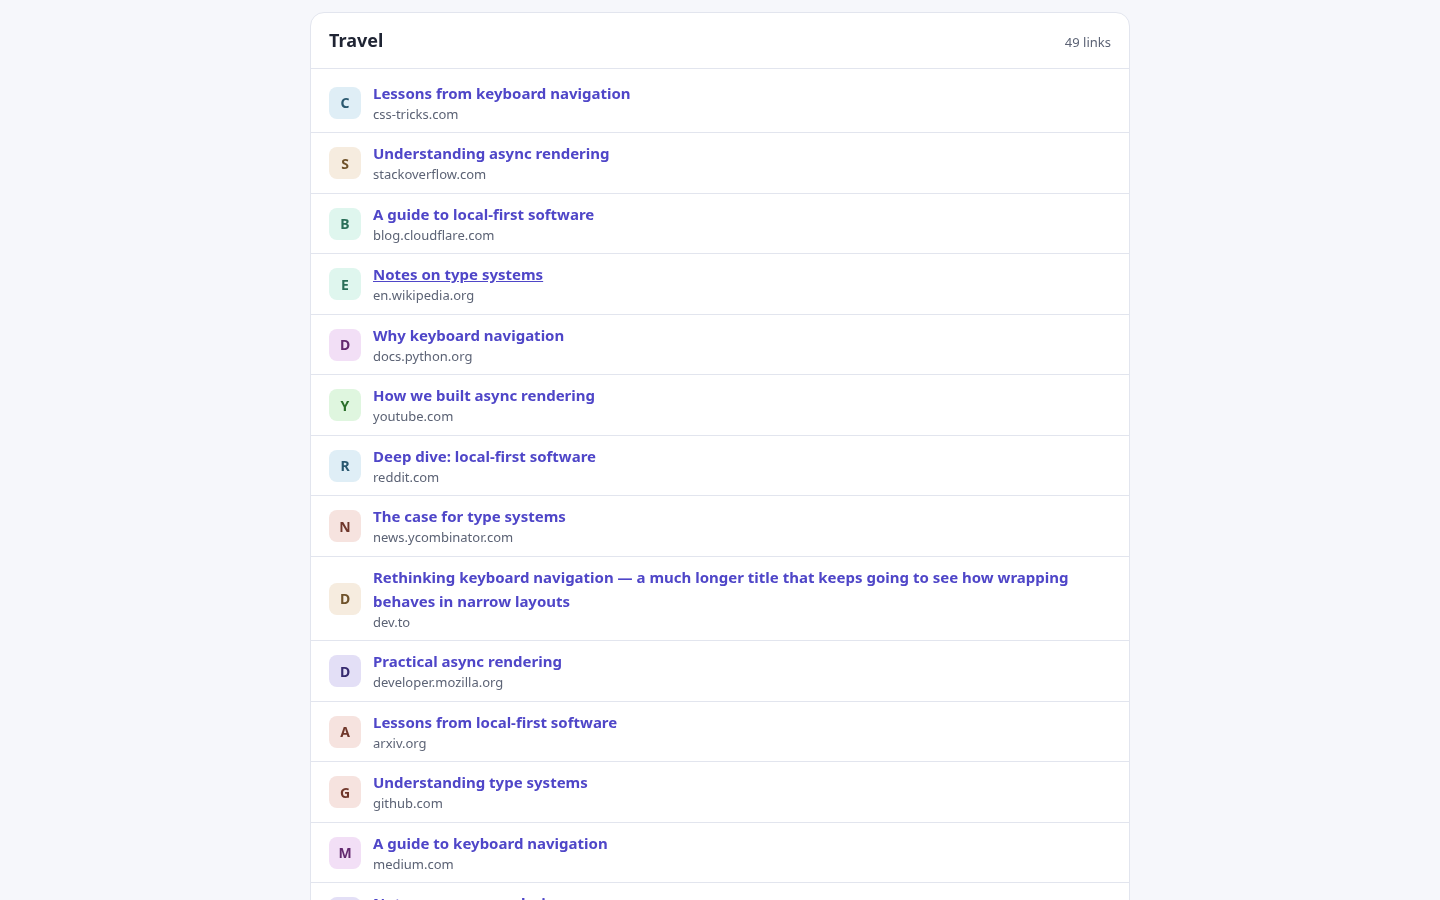 Travel
49 links
C
Lessons from keyboard navigation
css-tricks.com
S
Understanding async rendering
stackoverflow.com
B
A guide to local-first software
blog.cloudflare.com
E
Notes on type systems
en.wikipedia.org
D
Why keyboard navigation
docs.python.org
Y
How we built async rendering
youtube.com
R
Deep dive: local-first software
reddit.com
N
The case for type systems
news.ycombinator.com
D
Rethinking keyboard navigation — a much longer title that keeps going to see how wrapping
behaves in narrow layouts
dev.to
D
Practical async rendering
developer.mozilla.org
A
Lessons from local-first software
arxiv.org
G
Understanding type systems
github.com
M
A guide to keyboard navigation
medium.com